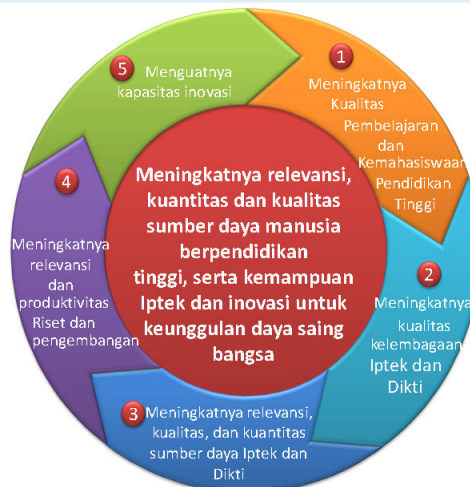 1
Meningkatnya
Kualitas
Pembelajaran
dan
Kemahasiswaan
Pendidikan
Tinggi
2
Meningkatnya
kualitas
kelembagaan
Iptek dan
Dikti
3 Meningkatnya relevansi,
kualitas, dan kuantitas
sumber daya Iptek dan
Dikti
4
Meningkatnya
relevansi
dan
produktivitas
Riset dan
pengembangan
5 Menguatnya
kapasitas inovasi
Meningkatnya relevansi,
kuantitas dan kualitas
sumber daya manusia
berpendidikan
tinggi, serta kemampuan
Iptek dan inovasi untuk
keunggulan daya saing
bangsa